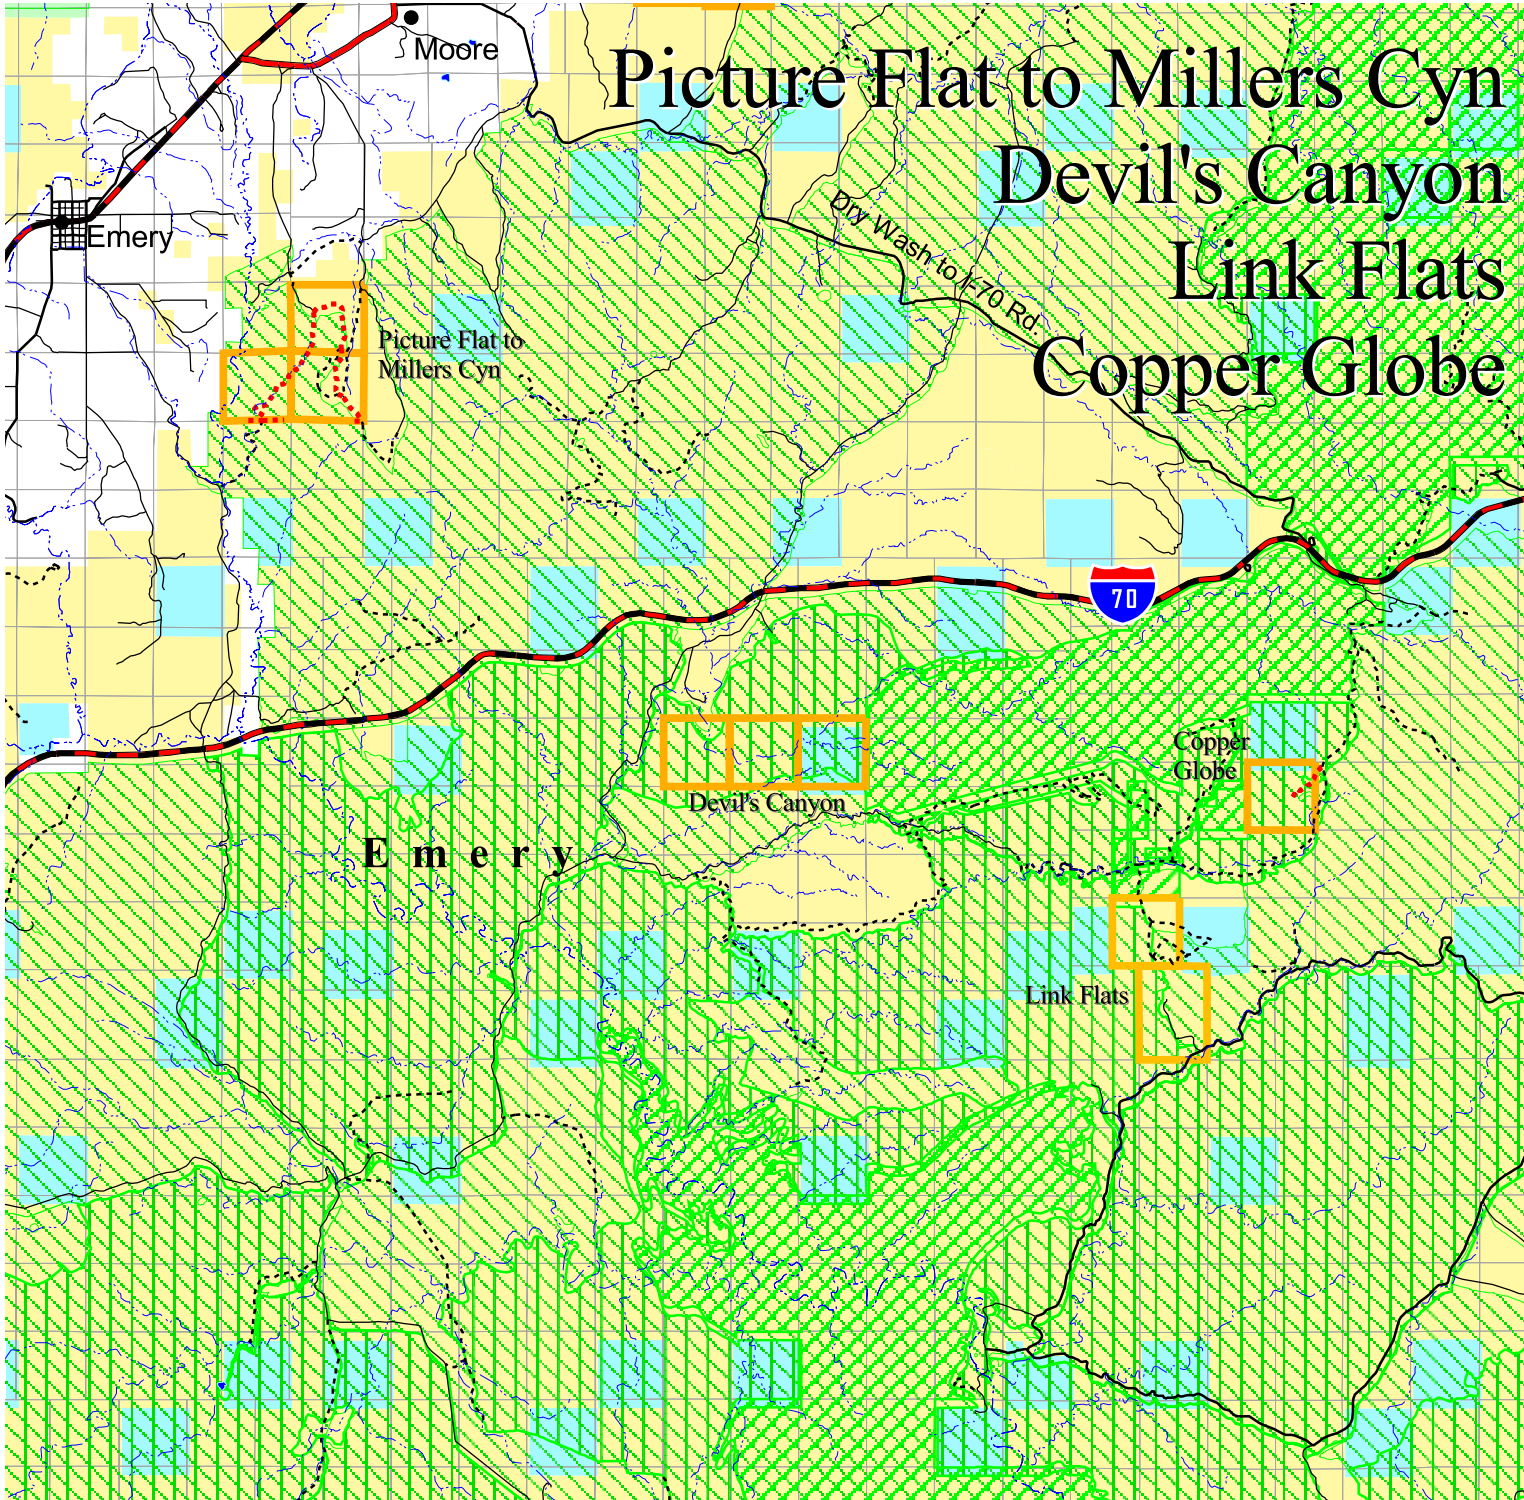 Moore
Picture Flat to Millers Cyn
Devil's Canyon
Link Flats
Copper Globe
Emery
Dry Wash to I-70 Rd
Picture Flat to
Millers Cyn
70
Copper
Globe
Devil's Canyon
Emery
Link Flats